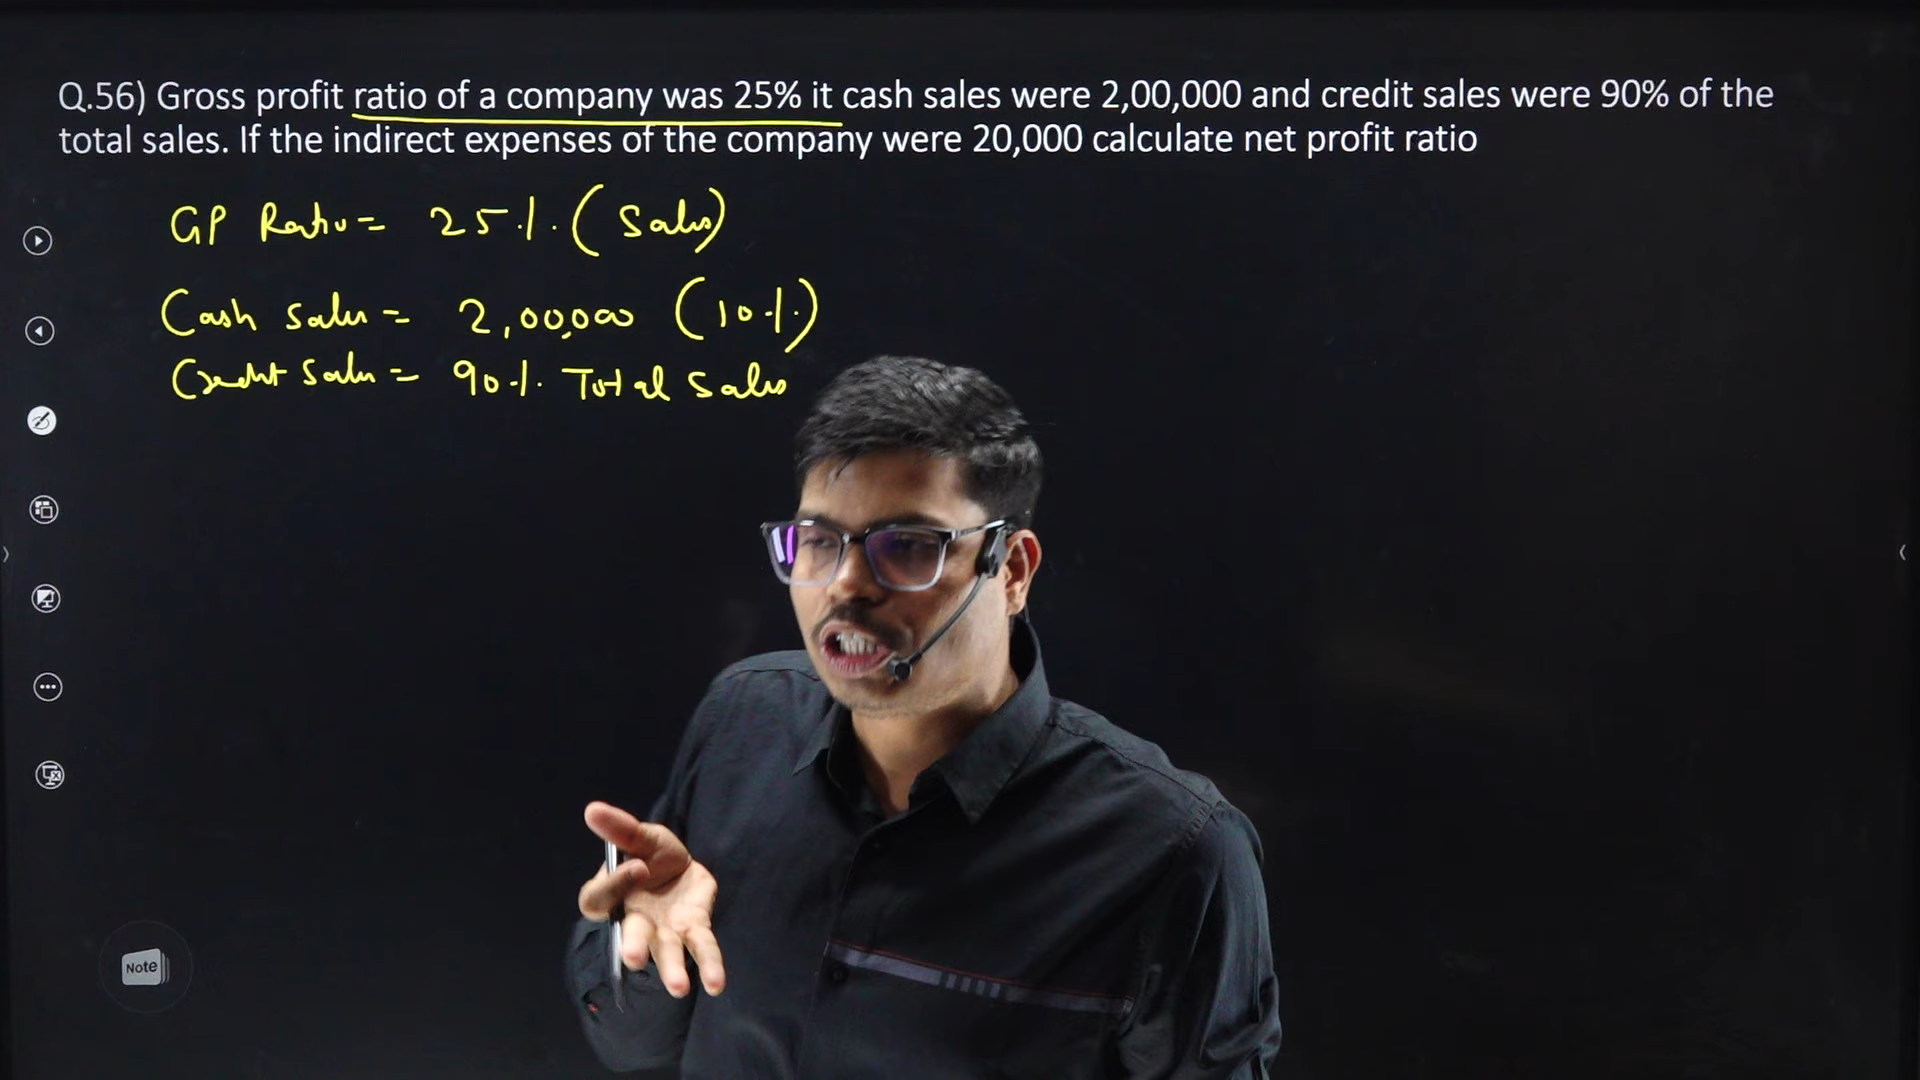 Q.56) Gross profit ratio of a company was 25% it cash sales were 2,00,000 and credit sales were 90% of the
total sales. If the indirect expenses of the company were 20,000 calculate net profit ratio
GP Ratio = 25% (Sales)
Cash Sales = 2,00,000 (10%)
Credit Sales = 90% Total Sales
Note